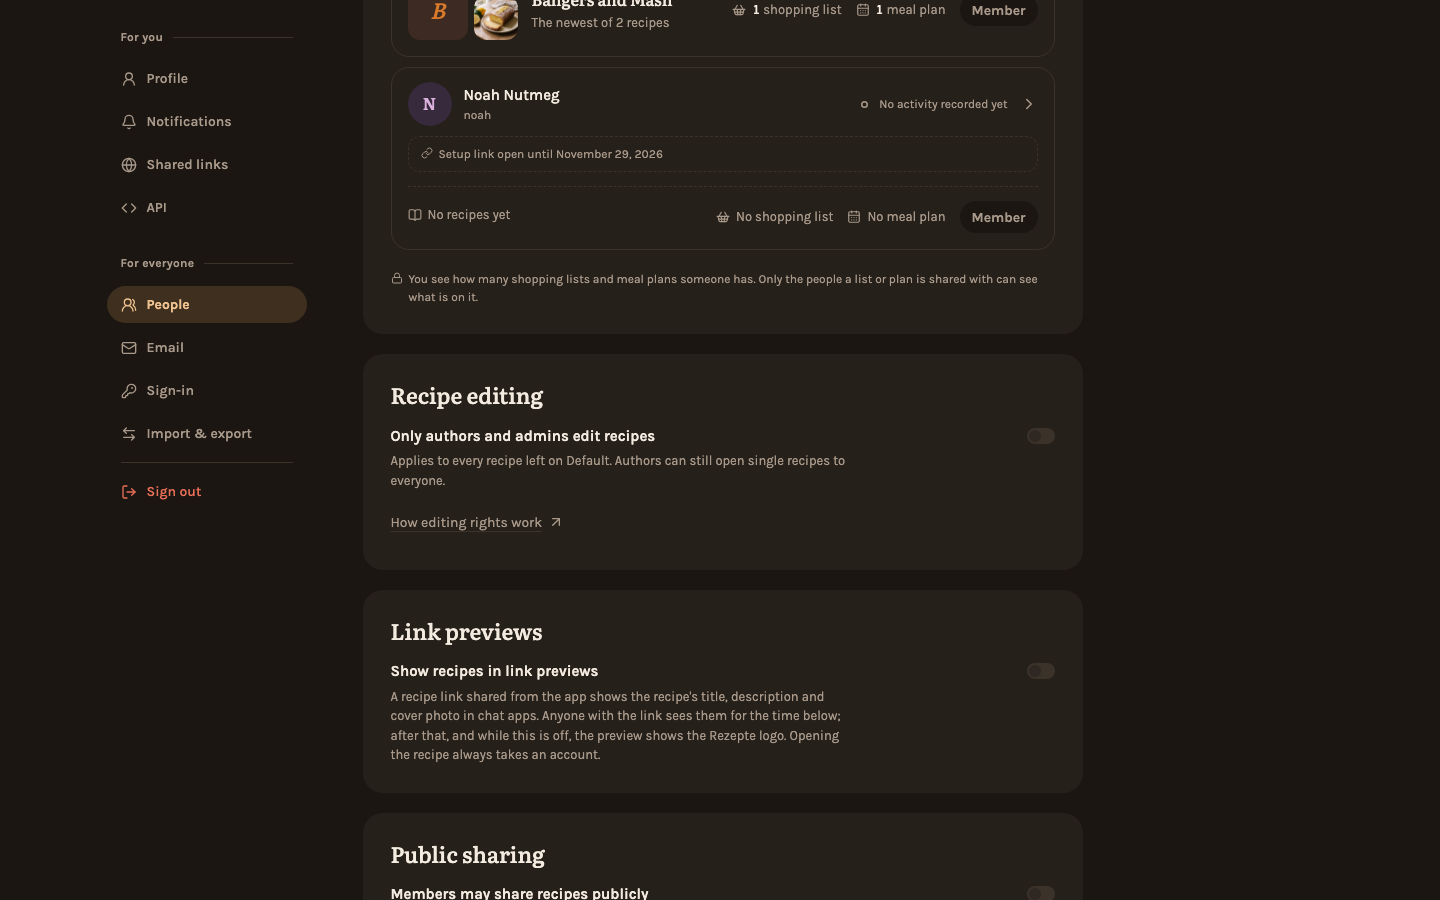 For you
Profile
Notifications
Shared links
API
For everyone
People
Email
Sign-in
Import & export
Sign out
B
Bangers and Mash
The newest of 2 recipes
1 shopping list
1 meal plan
Member
N
Noah Nutmeg
noah
No activity recorded yet
Setup link open until November 29, 2026
No recipes yet
No shopping list
No meal plan
Member
You see how many shopping lists and meal plans someone has. Only the people a list or plan is shared with can see
what is on it.
Recipe editing
Only authors and admins edit recipes
Applies to every recipe left on Default. Authors can still open single recipes to
everyone.
How editing rights work
Link previews
Show recipes in link previews
A recipe link shared from the app shows the recipe's title, description and
cover photo in chat apps. Anyone with the link sees them for the time below;
after that, and while this is off, the preview shows the Rezepte logo. Opening
the recipe always takes an account.
Public sharing
Members may share recipes publicly